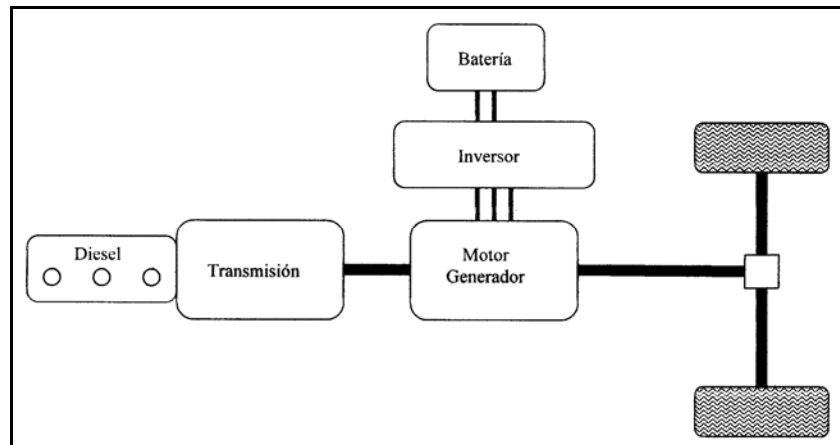 Batería
Inversor
Diesel
Transmisión
Motor
Generador